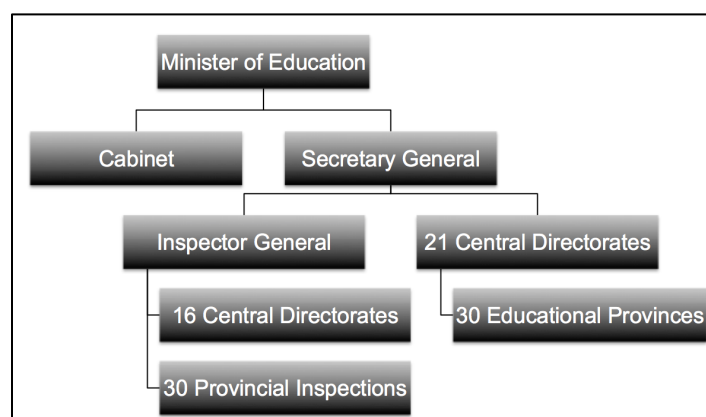 Minister of Education
Cabinet
Secretary General
Inspector General
21 Central Directorates
16 Central Directorates
30 Educational Provinces
30 Provincial Inspections